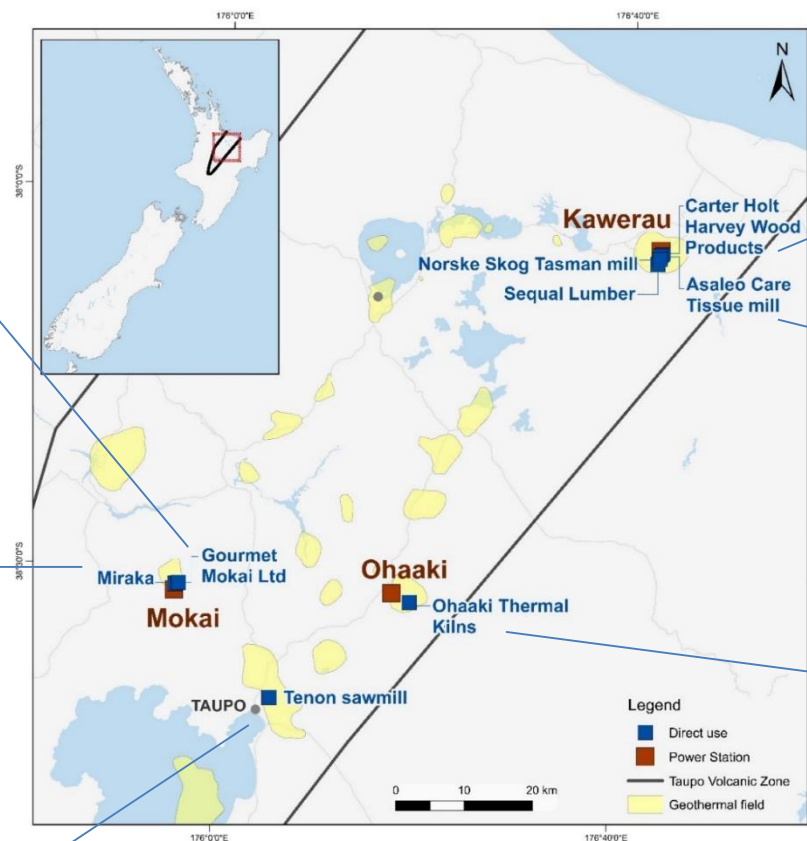 176°0'0"
176°40'0"
N
38°0'0"S
Kawerau
Carter Holt
Harvey Wood
Products
Norske Skog Tasman mill
Sequal Lumber
Asaleo Care
Tissue mill
38°30'0"S
Gourmet
Mokai Ltd
Miraka
Mokai
Ohaaki
Ohaaki Thermal
Kilns
TAUPO
Tenon sawmill
Legend
Direct use
Power Station
Taupo Volcanic Zone
Geothermal field
0 10 20 km
176°0'0"
176°40'0"